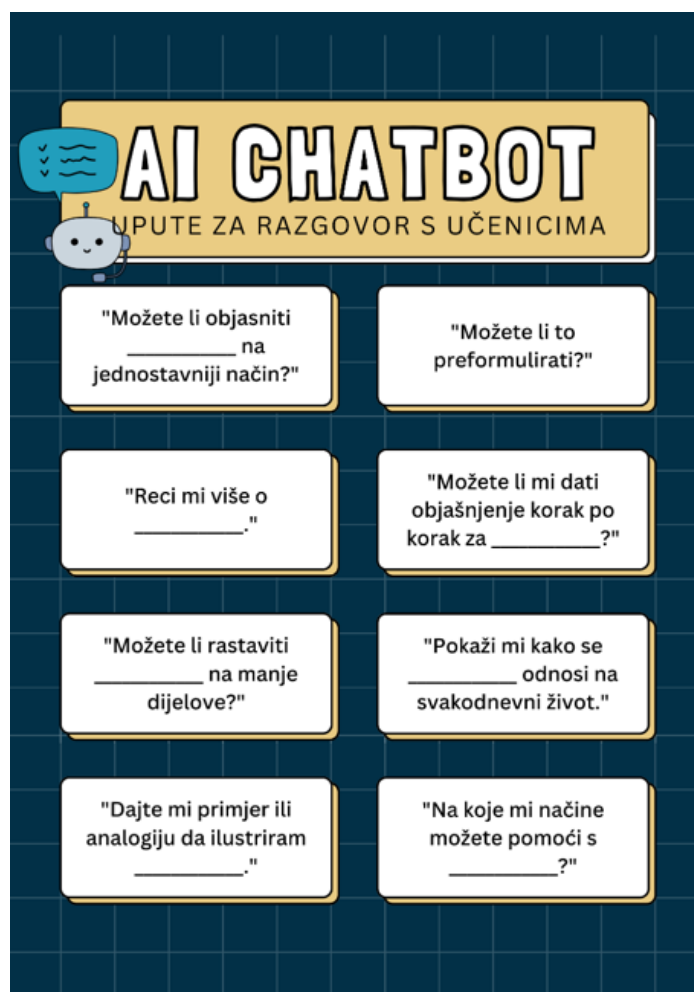 AI CHATBOT
UPUTE ZA RAZGOVOR S UČENICIMA
"Možete li objasniti
__________ na
jednostavniji način?"
"Možete li to
preformulirati?"
"Reci mi više o
__________."
"Možete li mi dati
objašnjenje korak po
korak za __________?"
"Možete li rastaviti
__________ na manje
dijelove?"
"Pokaži mi kako se
__________ odnosi na
svakodnevni život."
"Dajte mi primjer ili
analogiju da ilustriram
__________."
"Na koje mi načine
možete pomoći s
__________?"